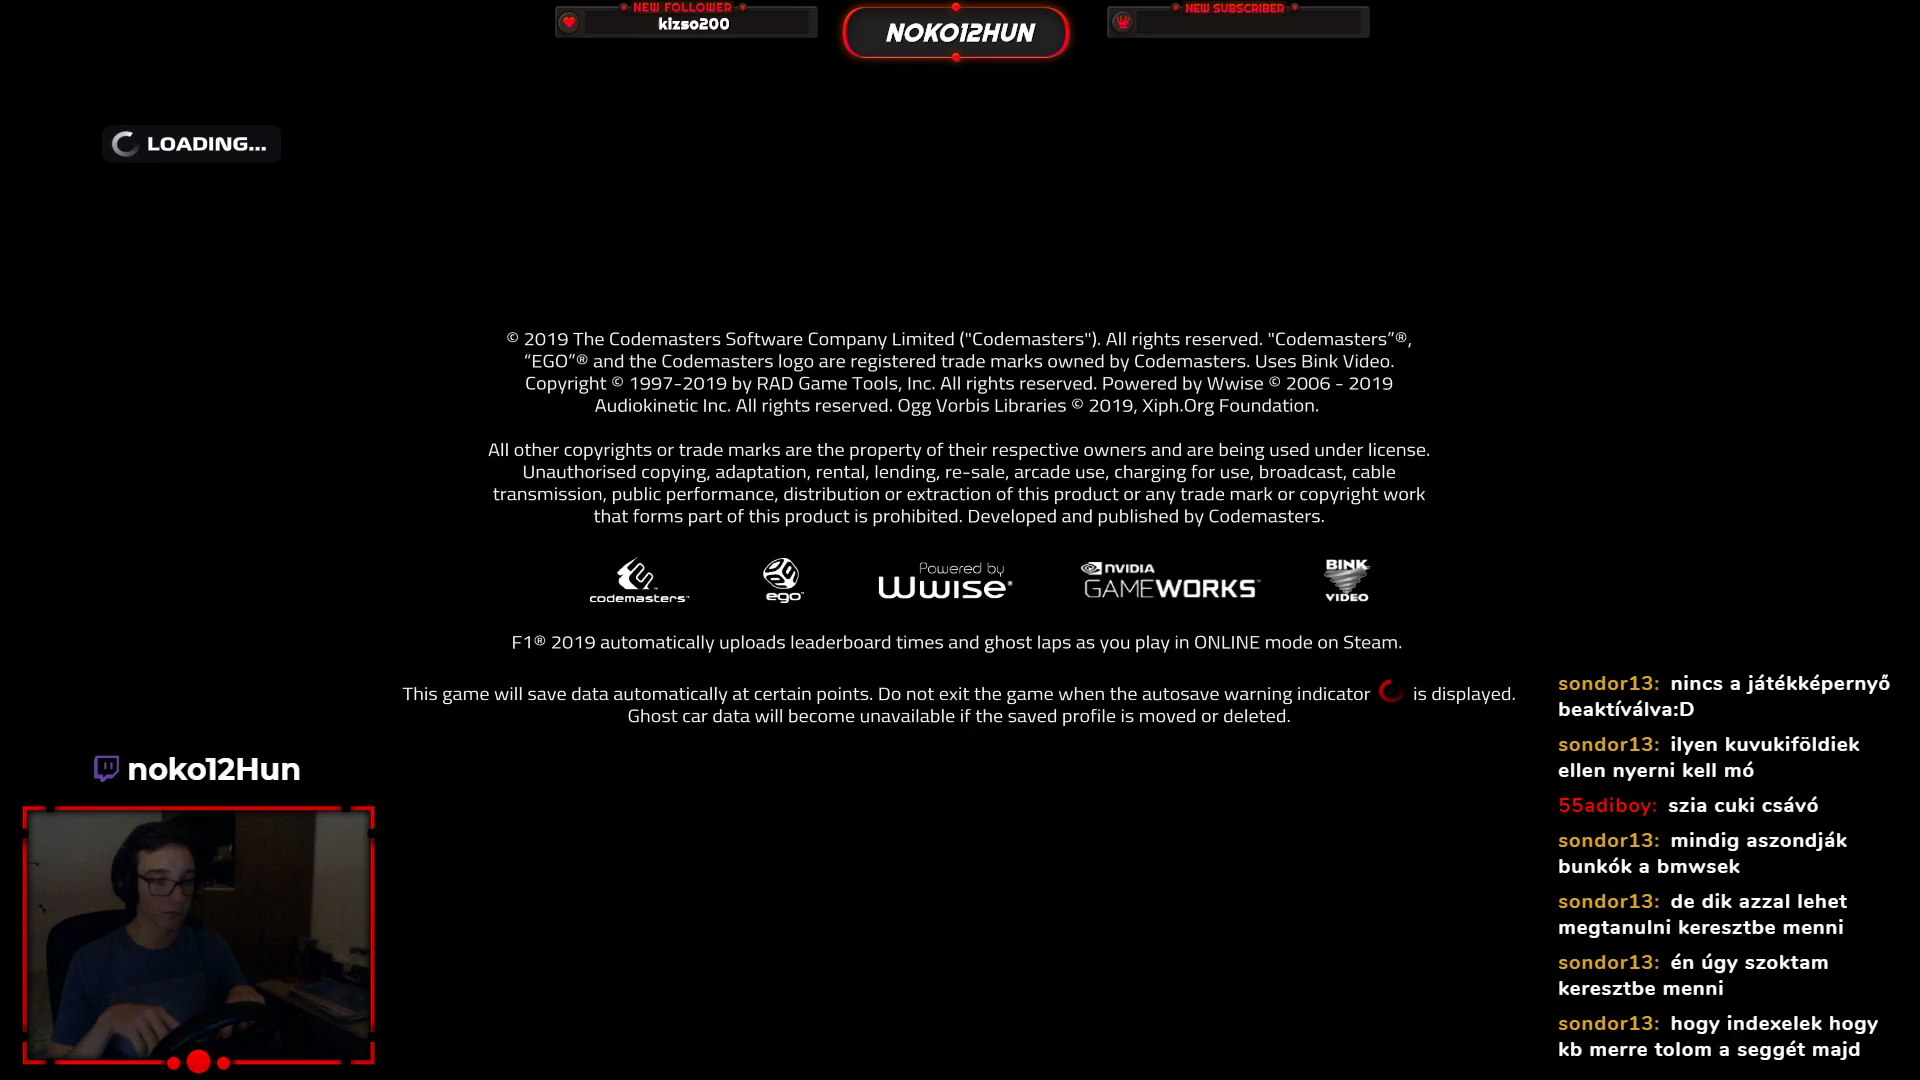 NEW FOLLOWER
kizso200
NOKO12HUN
NEW SUBSCRIBER
LOADING...
© 2019 The Codemasters Software Company Limited ("Codemasters"). All rights reserved. "Codemasters”®,
“EGO”® and the Codemasters logo are registered trade marks owned by Codemasters. Uses Bink Video.
Copyright © 1997-2019 by RAD Game Tools, Inc. All rights reserved. Powered by Wwise © 2006 - 2019
Audiokinetic Inc. All rights reserved. Ogg Vorbis Libraries © 2019, Xiph.Org Foundation.
All other copyrights or trade marks are the property of their respective owners and are being used under license.
Unauthorised copying, adaptation, rental, lending, re-sale, arcade use, charging for use, broadcast, cable
transmission, public performance, distribution or extraction of this product or any trade mark or copyright work
that forms part of this product is prohibited. Developed and published by Codemasters.
codemasters™
ego™
Powered by
Wwise®
NVIDIA
GAMEWORKS™
BINK
VIDEO
F1® 2019 automatically uploads leaderboard times and ghost laps as you play in ONLINE mode on Steam.
This game will save data automatically at certain points. Do not exit the game when the autosave warning indicator is displayed.
Ghost car data will become unavailable if the saved profile is moved or deleted.
noko12Hun
sondor13: nincs a játékképernyő
beaktíválva:D
sondor13: ilyen kuvukiföldiek
ellen nyerni kell mó
55adiboy: szia cuki csávó
sondor13: mindig aszondják
bunkók a bmwsek
sondor13: de dik azzal lehet
megtanulni keresztbe menni
sondor13: én úgy szoktam
keresztbe menni
sondor13: hogy indexelek hogy
kb merre tolom a seggét majd